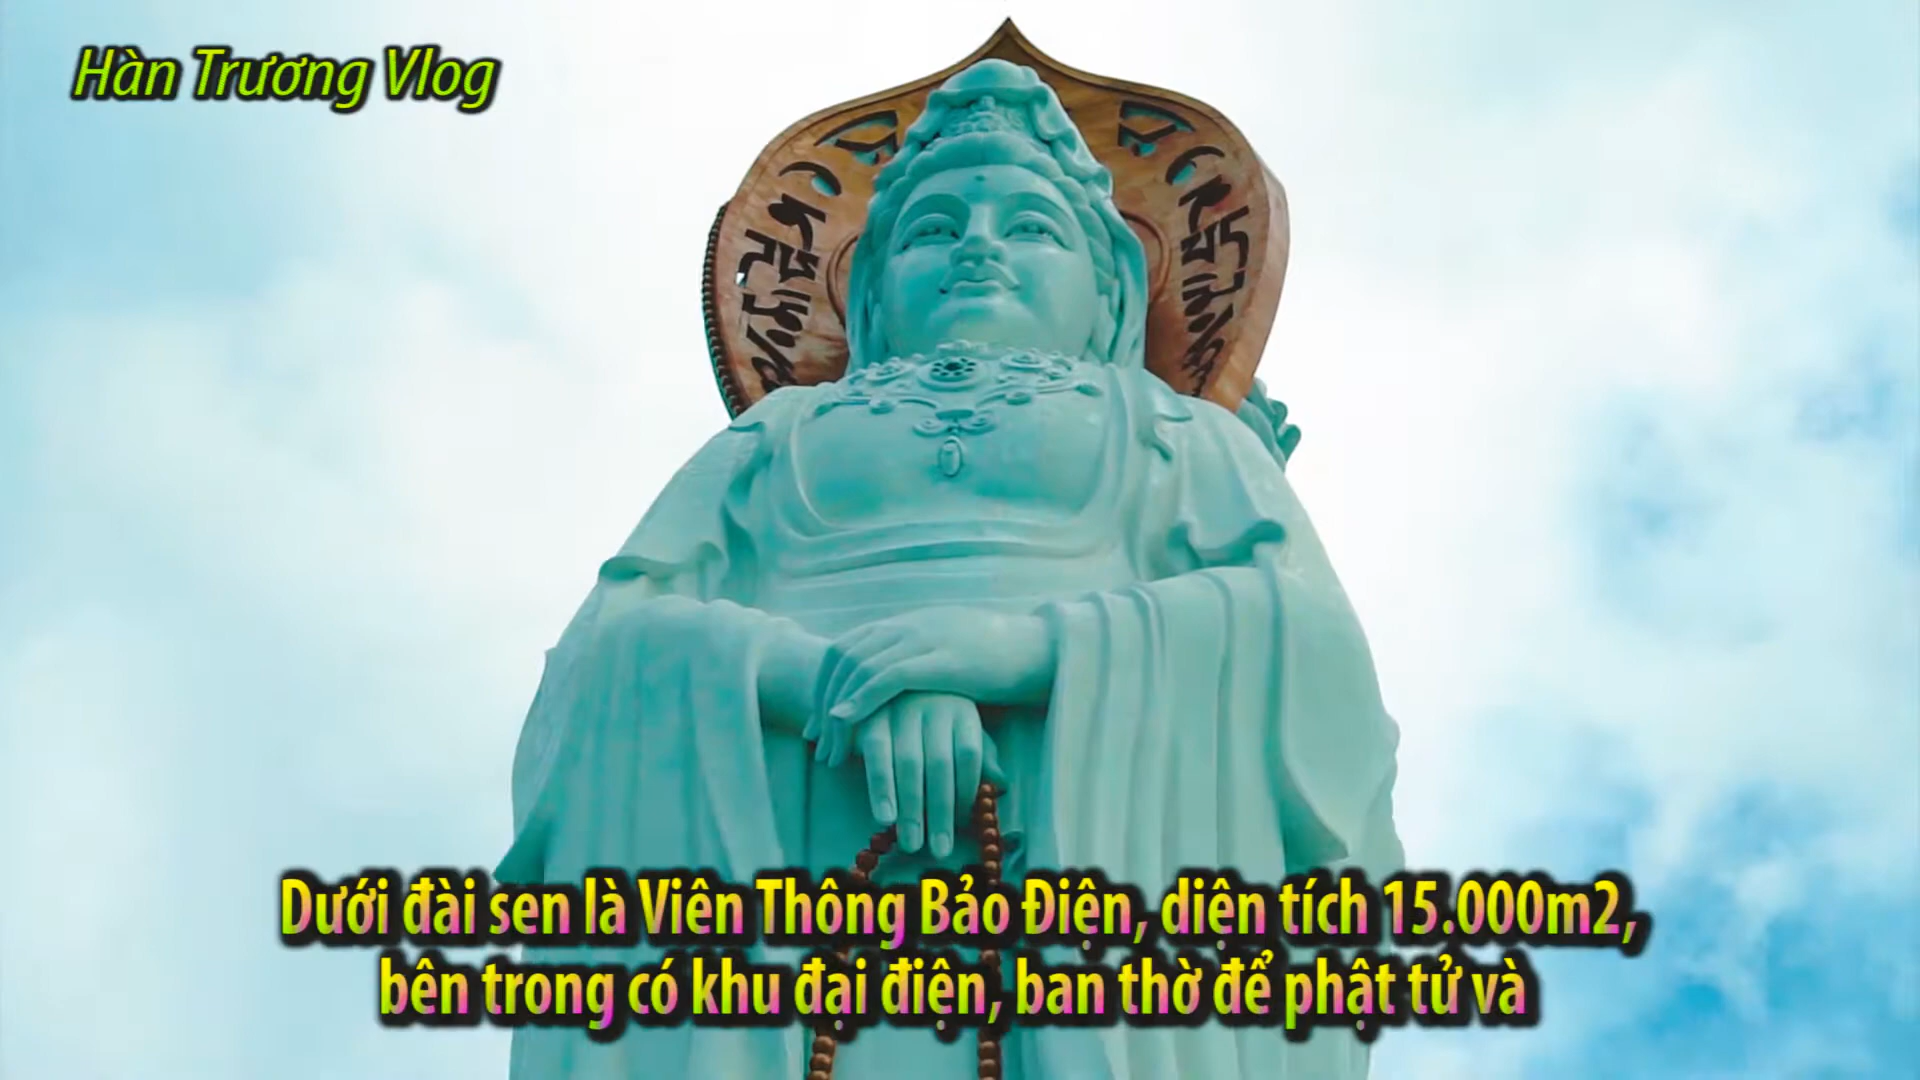 Hàn Trương Vlog
Dưới đài sen là Viên Thông Bảo Điện, diện tích 15.000m2,
bên trong có khu đại điện, ban thờ để phật tử và